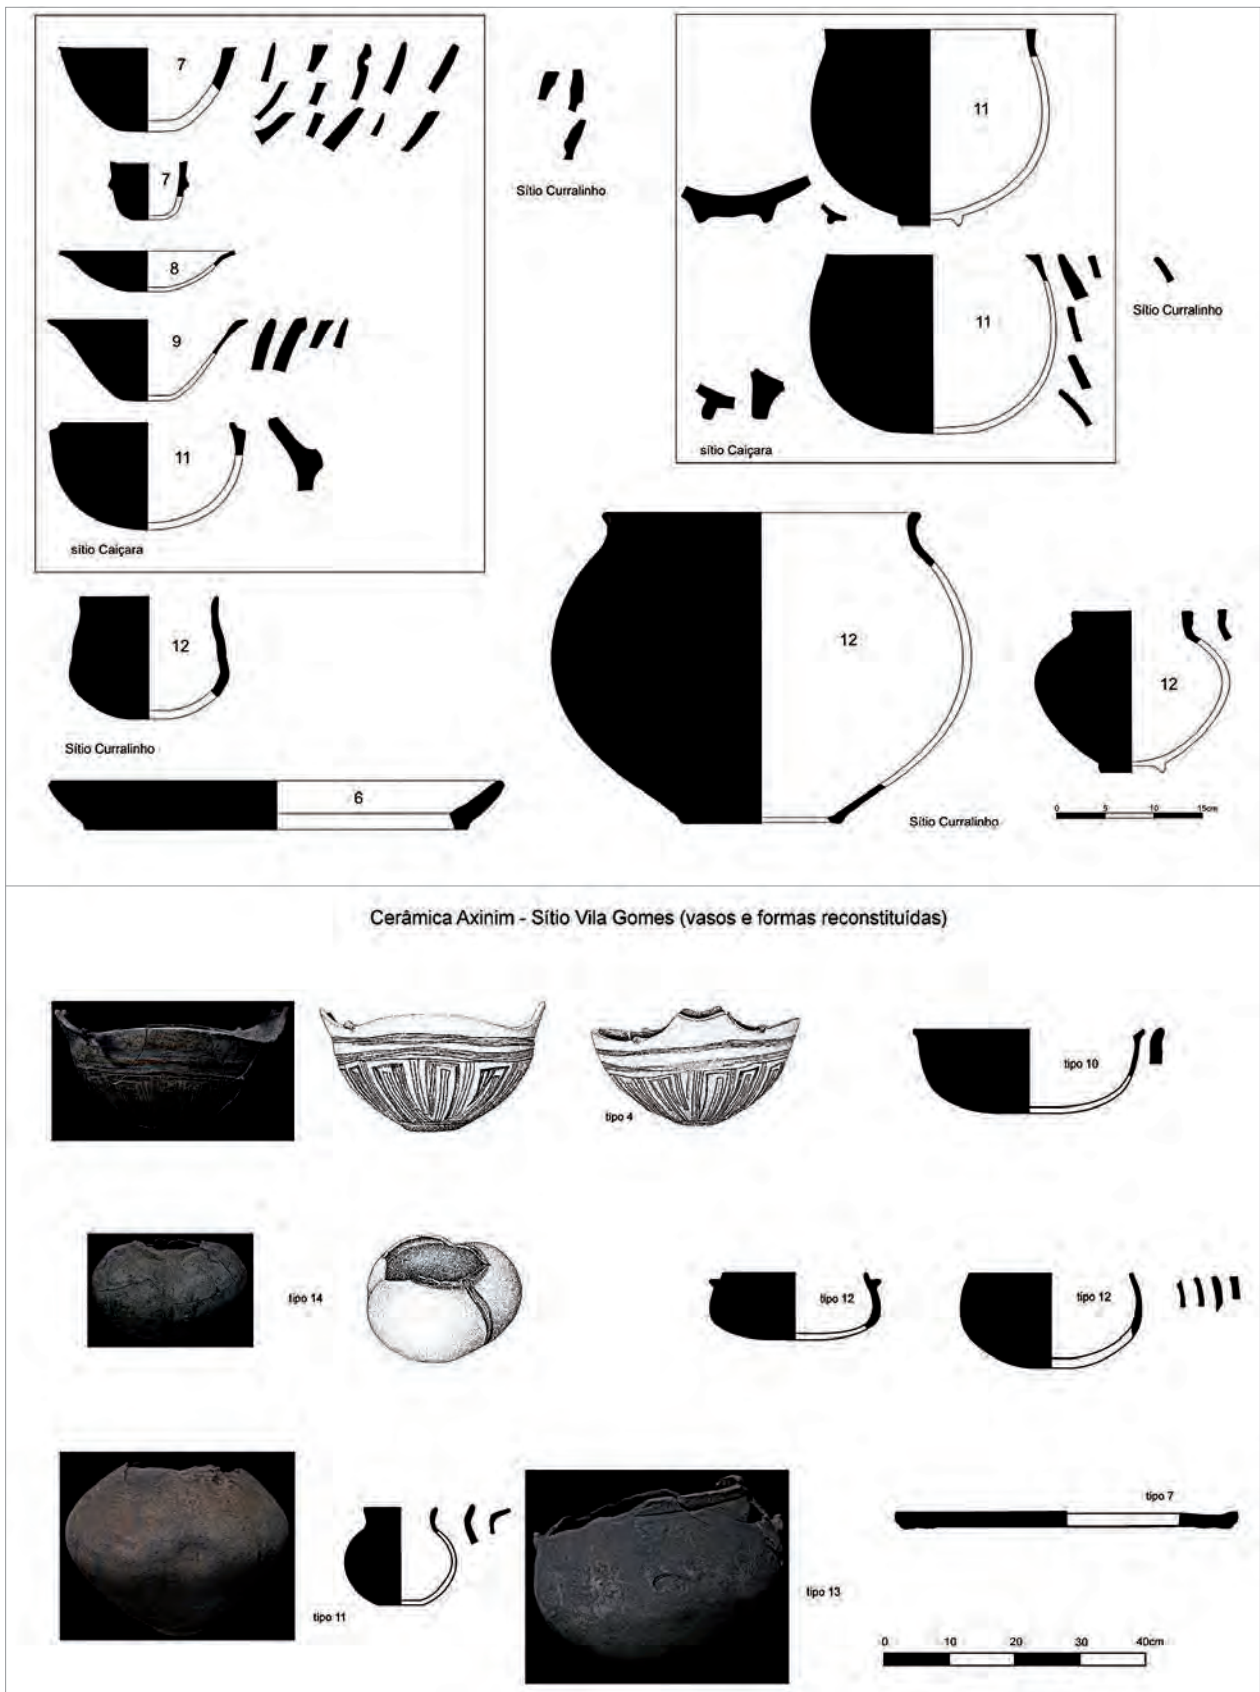 7
7
8
9
11
sítio Caiçara
Sítio Curralinho
11
11
sítio Caiçara
Sítio Curralinho
12
Sítio Curralinho
6
12
Sítio Curralinho
12
0 5 10 15cm
Cerâmica Axinim - Sítio Vila Gomes (vasos e formas reconstituídas)
tipo 4
tipo 10
tipo 14
tipo 12
tipo 12
tipo 11
tipo 13
tipo 7
0 10 20 30 40cm